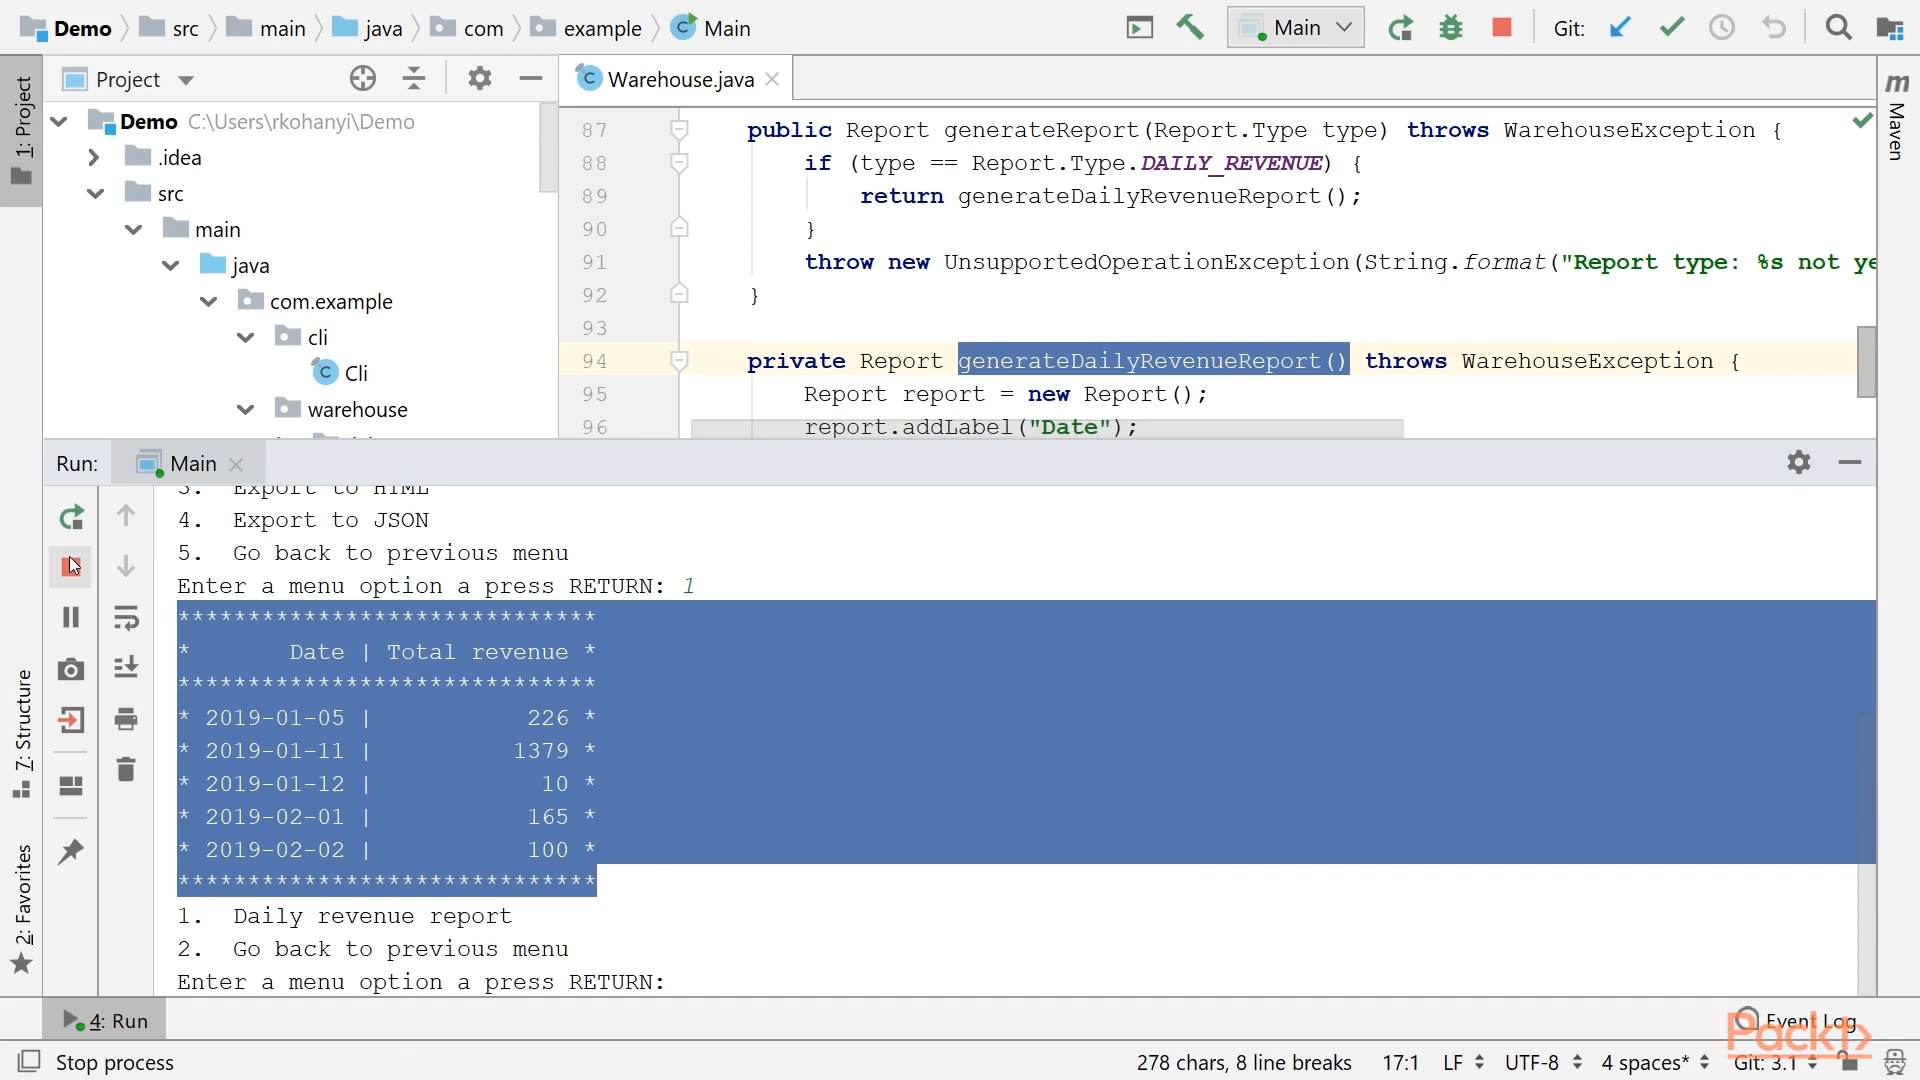 Demo src main java com example Main
Main
Git:
1: Project
Project
Warehouse.java
Maven
Demo C:\Users\rkohanyi\Demo
.idea
src
main
java
com.example
cli
Cli
warehouse
87 public Report generateReport(Report.Type type) throws WarehouseException {
88 if (type == Report.Type.DAILY_REVENUE) {
89 return generateDailyRevenueReport();
90 }
91 throw new UnsupportedOperationException(String.format("Report type: %s not ye
92 }
93
94 private Report generateDailyRevenueReport() throws WarehouseException {
95 Report report = new Report();
96 report.addLabel("Date");
Run: Main
3. Export to HTML
4. Export to JSON
5. Go back to previous menu
Enter a menu option a press RETURN: 1
******************************
* Date | Total revenue *
******************************
* 2019-01-05 | 226 *
* 2019-01-11 | 1379 *
* 2019-01-12 | 10 *
* 2019-02-01 | 165 *
* 2019-02-02 | 100 *
******************************
1. Daily revenue report
2. Go back to previous menu
Enter a menu option a press RETURN:
7: Structure
2: Favorites
4: Run
Event Log
Packt
Stop process
278 chars, 8 line breaks 17:1 LF UTF-8 4 spaces* Git: 3.1